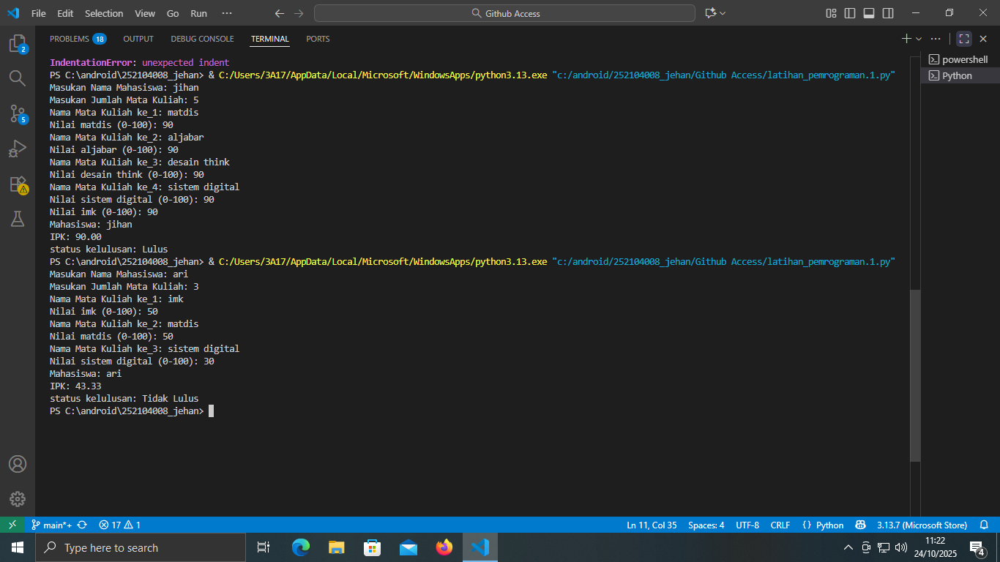 File Edit Selection View Go Run ··· Github Access
PROBLEMS 18 OUTPUT DEBUG CONSOLE TERMINAL PORTS
2
5
powershell
Python
IndentationError: unexpected indent
PS C:\android\252104008_jehan> & C:/Users/3A17/AppData/Local/Microsoft/WindowsApps/python3.13.exe "c:/android/252104008_jehan/Github Access/latihan_pemrograman.1.py"
Masukan Nama Mahasiswa: jihan
Masukan Jumlah Mata Kuliah: 5
Nama Mata Kuliah ke_1: matdis
Nilai matdis (0-100): 90
Nama Mata Kuliah ke_2: aljabar
Nilai aljabar (0-100): 90
Nama Mata Kuliah ke_3: desain think
Nilai desain think (0-100): 90
Nama Mata Kuliah ke_4: sistem digital
Nilai sistem digital (0-100): 90
Nilai imk (0-100): 90
Mahasiswa: jihan
IPK: 90.00
status kelulusan: Lulus
PS C:\android\252104008_jehan> & C:/Users/3A17/AppData/Local/Microsoft/WindowsApps/python3.13.exe "c:/android/252104008_jehan/Github Access/latihan_pemrograman.1.py"
Masukan Nama Mahasiswa: ari
Masukan Jumlah Mata Kuliah: 3
Nama Mata Kuliah ke_1: imk
Nilai imk (0-100): 50
Nama Mata Kuliah ke_2: matdis
Nilai matdis (0-100): 50
Nama Mata Kuliah ke_3: sistem digital
Nilai sistem digital (0-100): 30
Mahasiswa: ari
IPK: 43.33
status kelulusan: Tidak Lulus
PS C:\android\252104008_jehan>
main*+ 17 1 Ln 11, Col 35 Spaces: 4 UTF-8 CRLF {} Python 3.13.7 (Microsoft Store)
Type here to search
11:22
24/10/2025
4